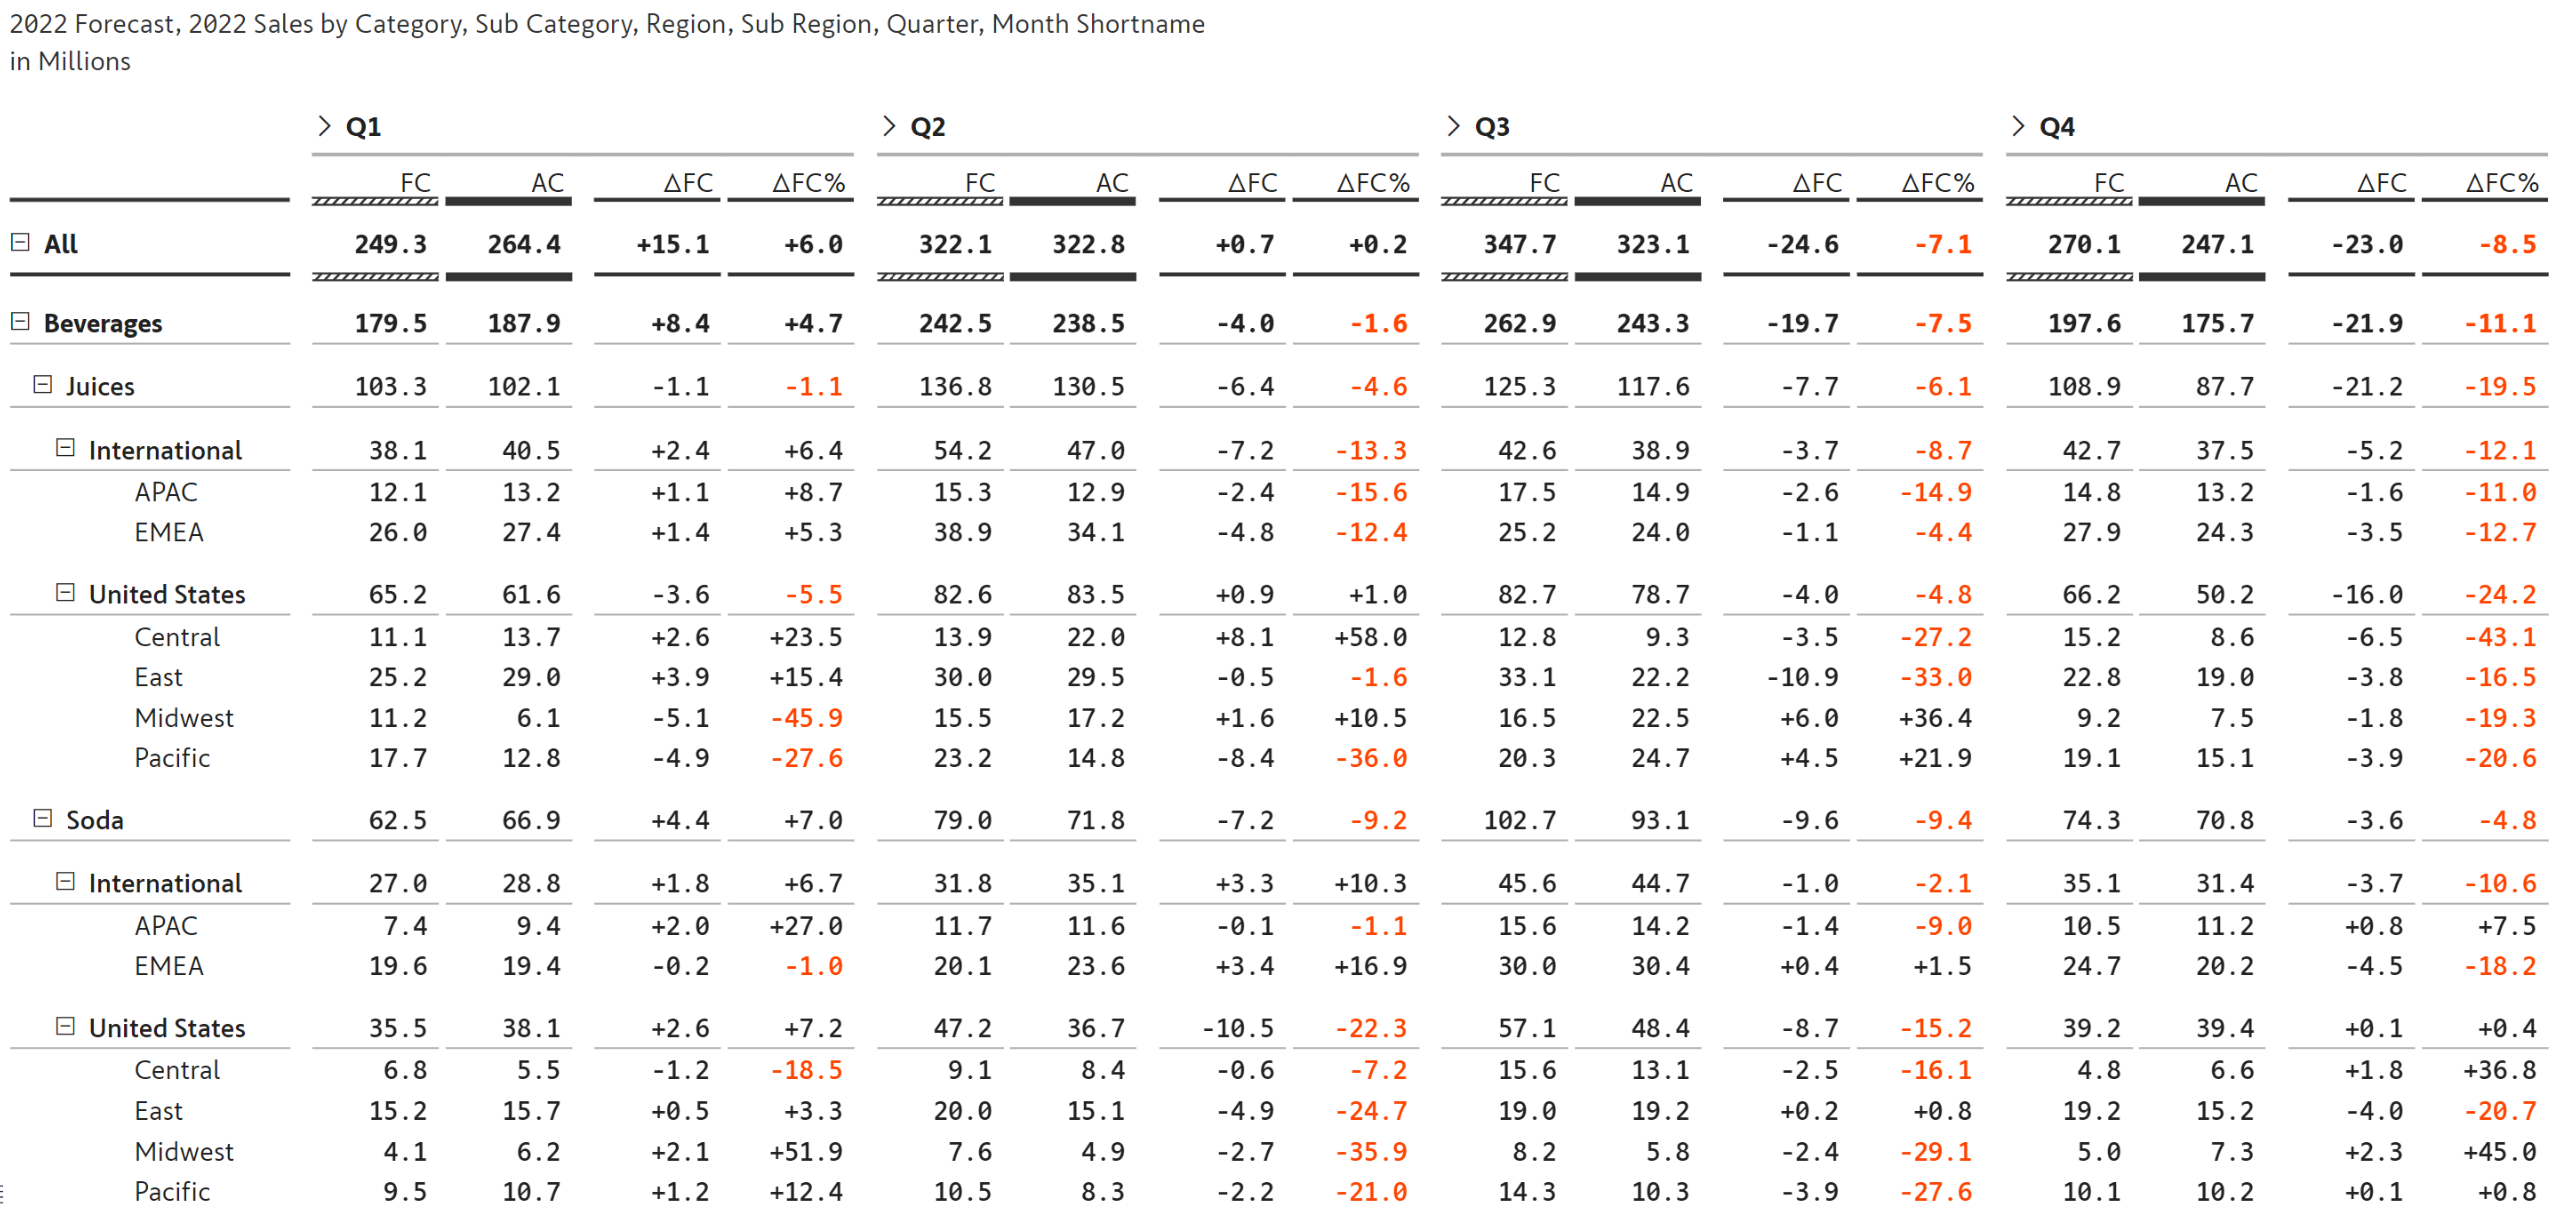 2022 Forecast, 2022 Sales by Category, Sub Category, Region, Sub Region, Quarter, Month Shortname
in Millions
Q1 Q2 Q3 Q4
FC AC ΔFC ΔFC% FC AC ΔFC ΔFC% FC AC ΔFC ΔFC% FC AC ΔFC ΔFC%
All 249.3 264.4 +15.1 +6.0 322.1 322.8 +0.7 +0.2 347.7 323.1 -24.6 -7.1 270.1 247.1 -23.0 -8.5
Beverages 179.5 187.9 +8.4 +4.7 242.5 238.5 -4.0 -1.6 262.9 243.3 -19.7 -7.5 197.6 175.7 -21.9 -11.1
Juices 103.3 102.1 -1.1 -1.1 136.8 130.5 -6.4 -4.6 125.3 117.6 -7.7 -6.1 108.9 87.7 -21.2 -19.5
International 38.1 40.5 +2.4 +6.4 54.2 47.0 -7.2 -13.3 42.6 38.9 -3.7 -8.7 42.7 37.5 -5.2 -12.1
APAC 12.1 13.2 +1.1 +8.7 15.3 12.9 -2.4 -15.6 17.5 14.9 -2.6 -14.9 14.8 13.2 -1.6 -11.0
EMEA 26.0 27.4 +1.4 +5.3 38.9 34.1 -4.8 -12.4 25.2 24.0 -1.1 -4.4 27.9 24.3 -3.5 -12.7
United States 65.2 61.6 -3.6 -5.5 82.6 83.5 +0.9 +1.0 82.7 78.7 -4.0 -4.8 66.2 50.2 -16.0 -24.2
Central 11.1 13.7 +2.6 +23.5 13.9 22.0 +8.1 +58.0 12.8 9.3 -3.5 -27.2 15.2 8.6 -6.5 -43.1
East 25.2 29.0 +3.9 +15.4 30.0 29.5 -0.5 -1.6 33.1 22.2 -10.9 -33.0 22.8 19.0 -3.8 -16.5
Midwest 11.2 6.1 -5.1 -45.9 15.5 17.2 +1.6 +10.5 16.5 22.5 +6.0 +36.4 9.2 7.5 -1.8 -19.3
Pacific 17.7 12.8 -4.9 -27.6 23.2 14.8 -8.4 -36.0 20.3 24.7 +4.5 +21.9 19.1 15.1 -3.9 -20.6
Soda 62.5 66.9 +4.4 +7.0 79.0 71.8 -7.2 -9.2 102.7 93.1 -9.6 -9.4 74.3 70.8 -3.6 -4.8
International 27.0 28.8 +1.8 +6.7 31.8 35.1 +3.3 +10.3 45.6 44.7 -1.0 -2.1 35.1 31.4 -3.7 -10.6
APAC 7.4 9.4 +2.0 +27.0 11.7 11.6 -0.1 -1.1 15.6 14.2 -1.4 -9.0 10.5 11.2 +0.8 +7.5
EMEA 19.6 19.4 -0.2 -1.0 20.1 23.6 +3.4 +16.9 30.0 30.4 +0.4 +1.5 24.7 20.2 -4.5 -18.2
United States 35.5 38.1 +2.6 +7.2 47.2 36.7 -10.5 -22.3 57.1 48.4 -8.7 -15.2 39.2 39.4 +0.1 +0.4
Central 6.8 5.5 -1.2 -18.5 9.1 8.4 -0.6 -7.2 15.6 13.1 -2.5 -16.1 4.8 6.6 +1.8 +36.8
East 15.2 15.7 +0.5 +3.3 20.0 15.1 -4.9 -24.7 19.0 19.2 +0.2 +0.8 19.2 15.2 -4.0 -20.7
Midwest 4.1 6.2 +2.1 +51.9 7.6 4.9 -2.7 -35.9 8.2 5.8 -2.4 -29.1 5.0 7.3 +2.3 +45.0
Pacific 9.5 10.7 +1.2 +12.4 10.5 8.3 -2.2 -21.0 14.3 10.3 -3.9 -27.6 10.1 10.2 +0.1 +0.8